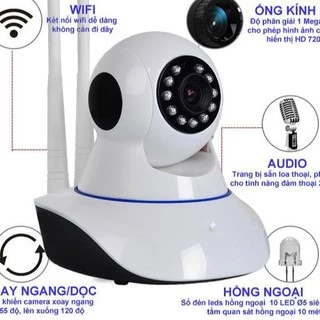 WIFI
Kết nối wifi dễ dàng
không cần đi dây
ỐNG KÍNH
Độ phân giải 1 Mega
cho phép hình ảnh c
hiển thị HD 720
AUDIO
Trang bị sẵn loa thoại, p
cho tính năng đàm thoại 2
XOAY NGANG/DỌC
khiển camera xoay ngang
55 độ, lên xuống 120 độ
HỒNG NGOẠI
Số đèn leds hồng ngoại 10 LED Ø5 siê
tầm quan sát hồng ngoại 10 mét